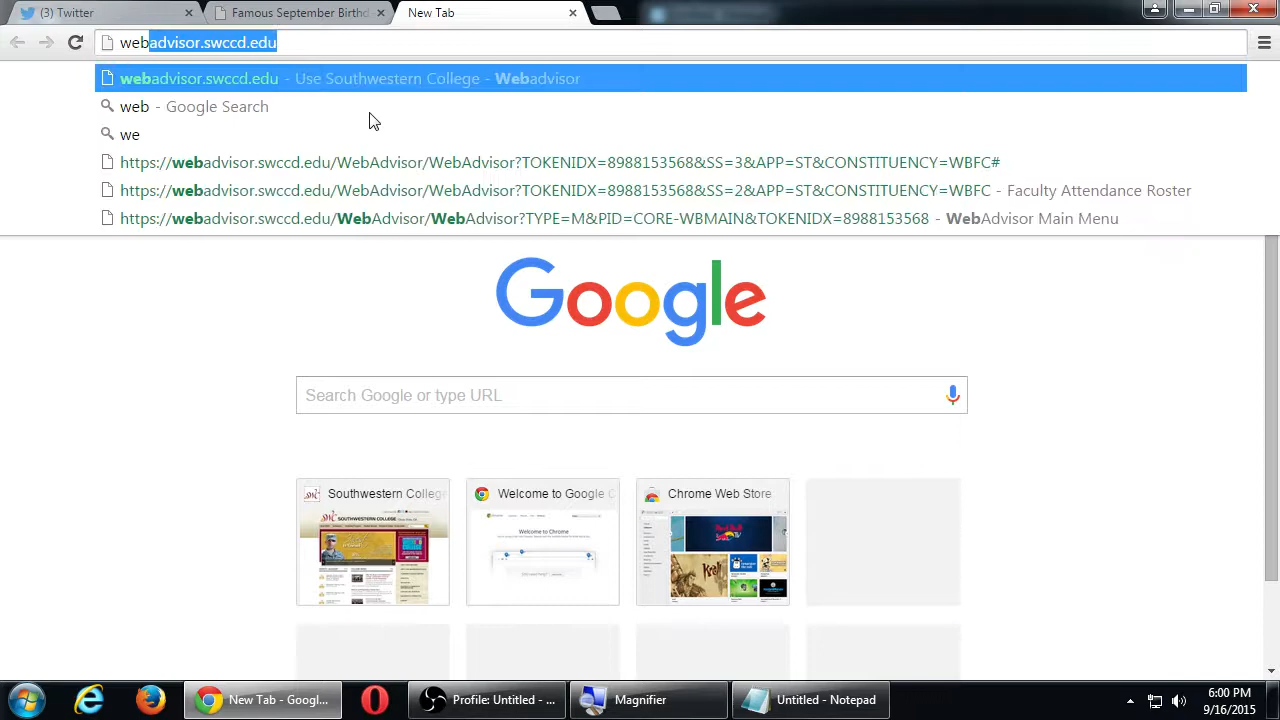 (3) Twitter
Famous September Birthd
New Tab
webadvisor.swccd.edu
webadvisor.swccd.edu - Use Southwestern College - Webadvisor
web - Google Search
we
https://webadvisor.swccd.edu/WebAdvisor/WebAdvisor?TOKENIDX=8988153568&SS=3&APP=ST&CONSTITUENCY=WBFC#
https://webadvisor.swccd.edu/WebAdvisor/WebAdvisor?TOKENIDX=8988153568&SS=2&APP=ST&CONSTITUENCY=WBFC - Faculty Attendance Roster
https://webadvisor.swccd.edu/WebAdvisor/WebAdvisor?TYPE=M&PID=CORE-WBMAIN&TOKENIDX=8988153568 - WebAdvisor Main Menu
Google
Search Google or type URL
Southwestern College
Welcome to Google C
Chrome Web Store
SOUTHWESTERN COLLEGE
Welcome to Chrome
New Tab - Googl...
Profile: Untitled - ...
Magnifier
Untitled - Notepad
6:00 PM
9/16/2015